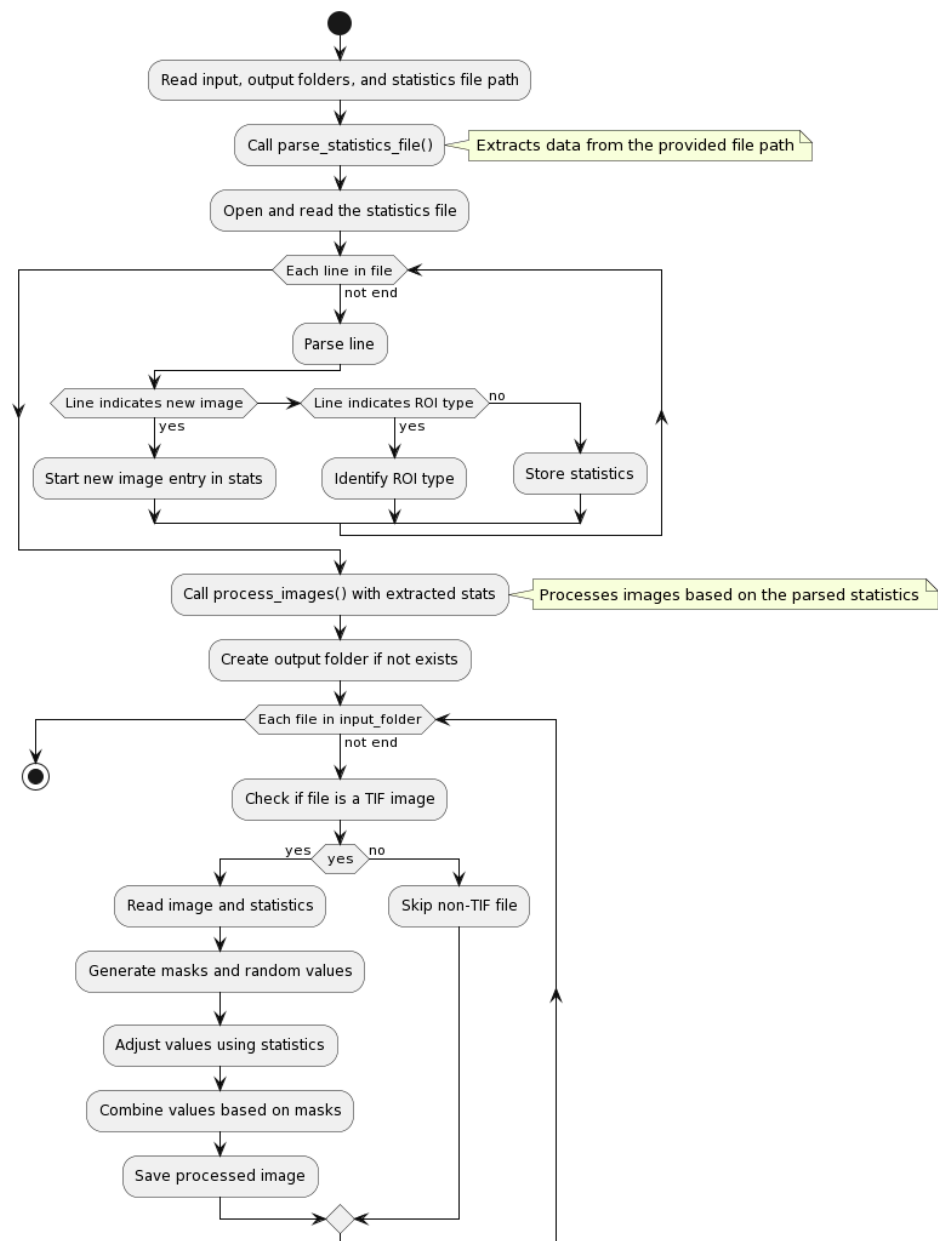 Read input, output folders, and statistics file path
Call parse_statistics_file()
Extracts data from the provided file path
Open and read the statistics file
Each line in file
not end
Parse line
Line indicates new image
Line indicates ROI type
no
yes
yes
Start new image entry in stats
Identify ROI type
Store statistics
Call process_images() with extracted stats
Processes images based on the parsed statistics
Create output folder if not exists
Each file in input_folder
not end
Check if file is a TIF image
yes
yes
no
Read image and statistics
Skip non-TIF file
Generate masks and random values
Adjust values using statistics
Combine values based on masks
Save processed image